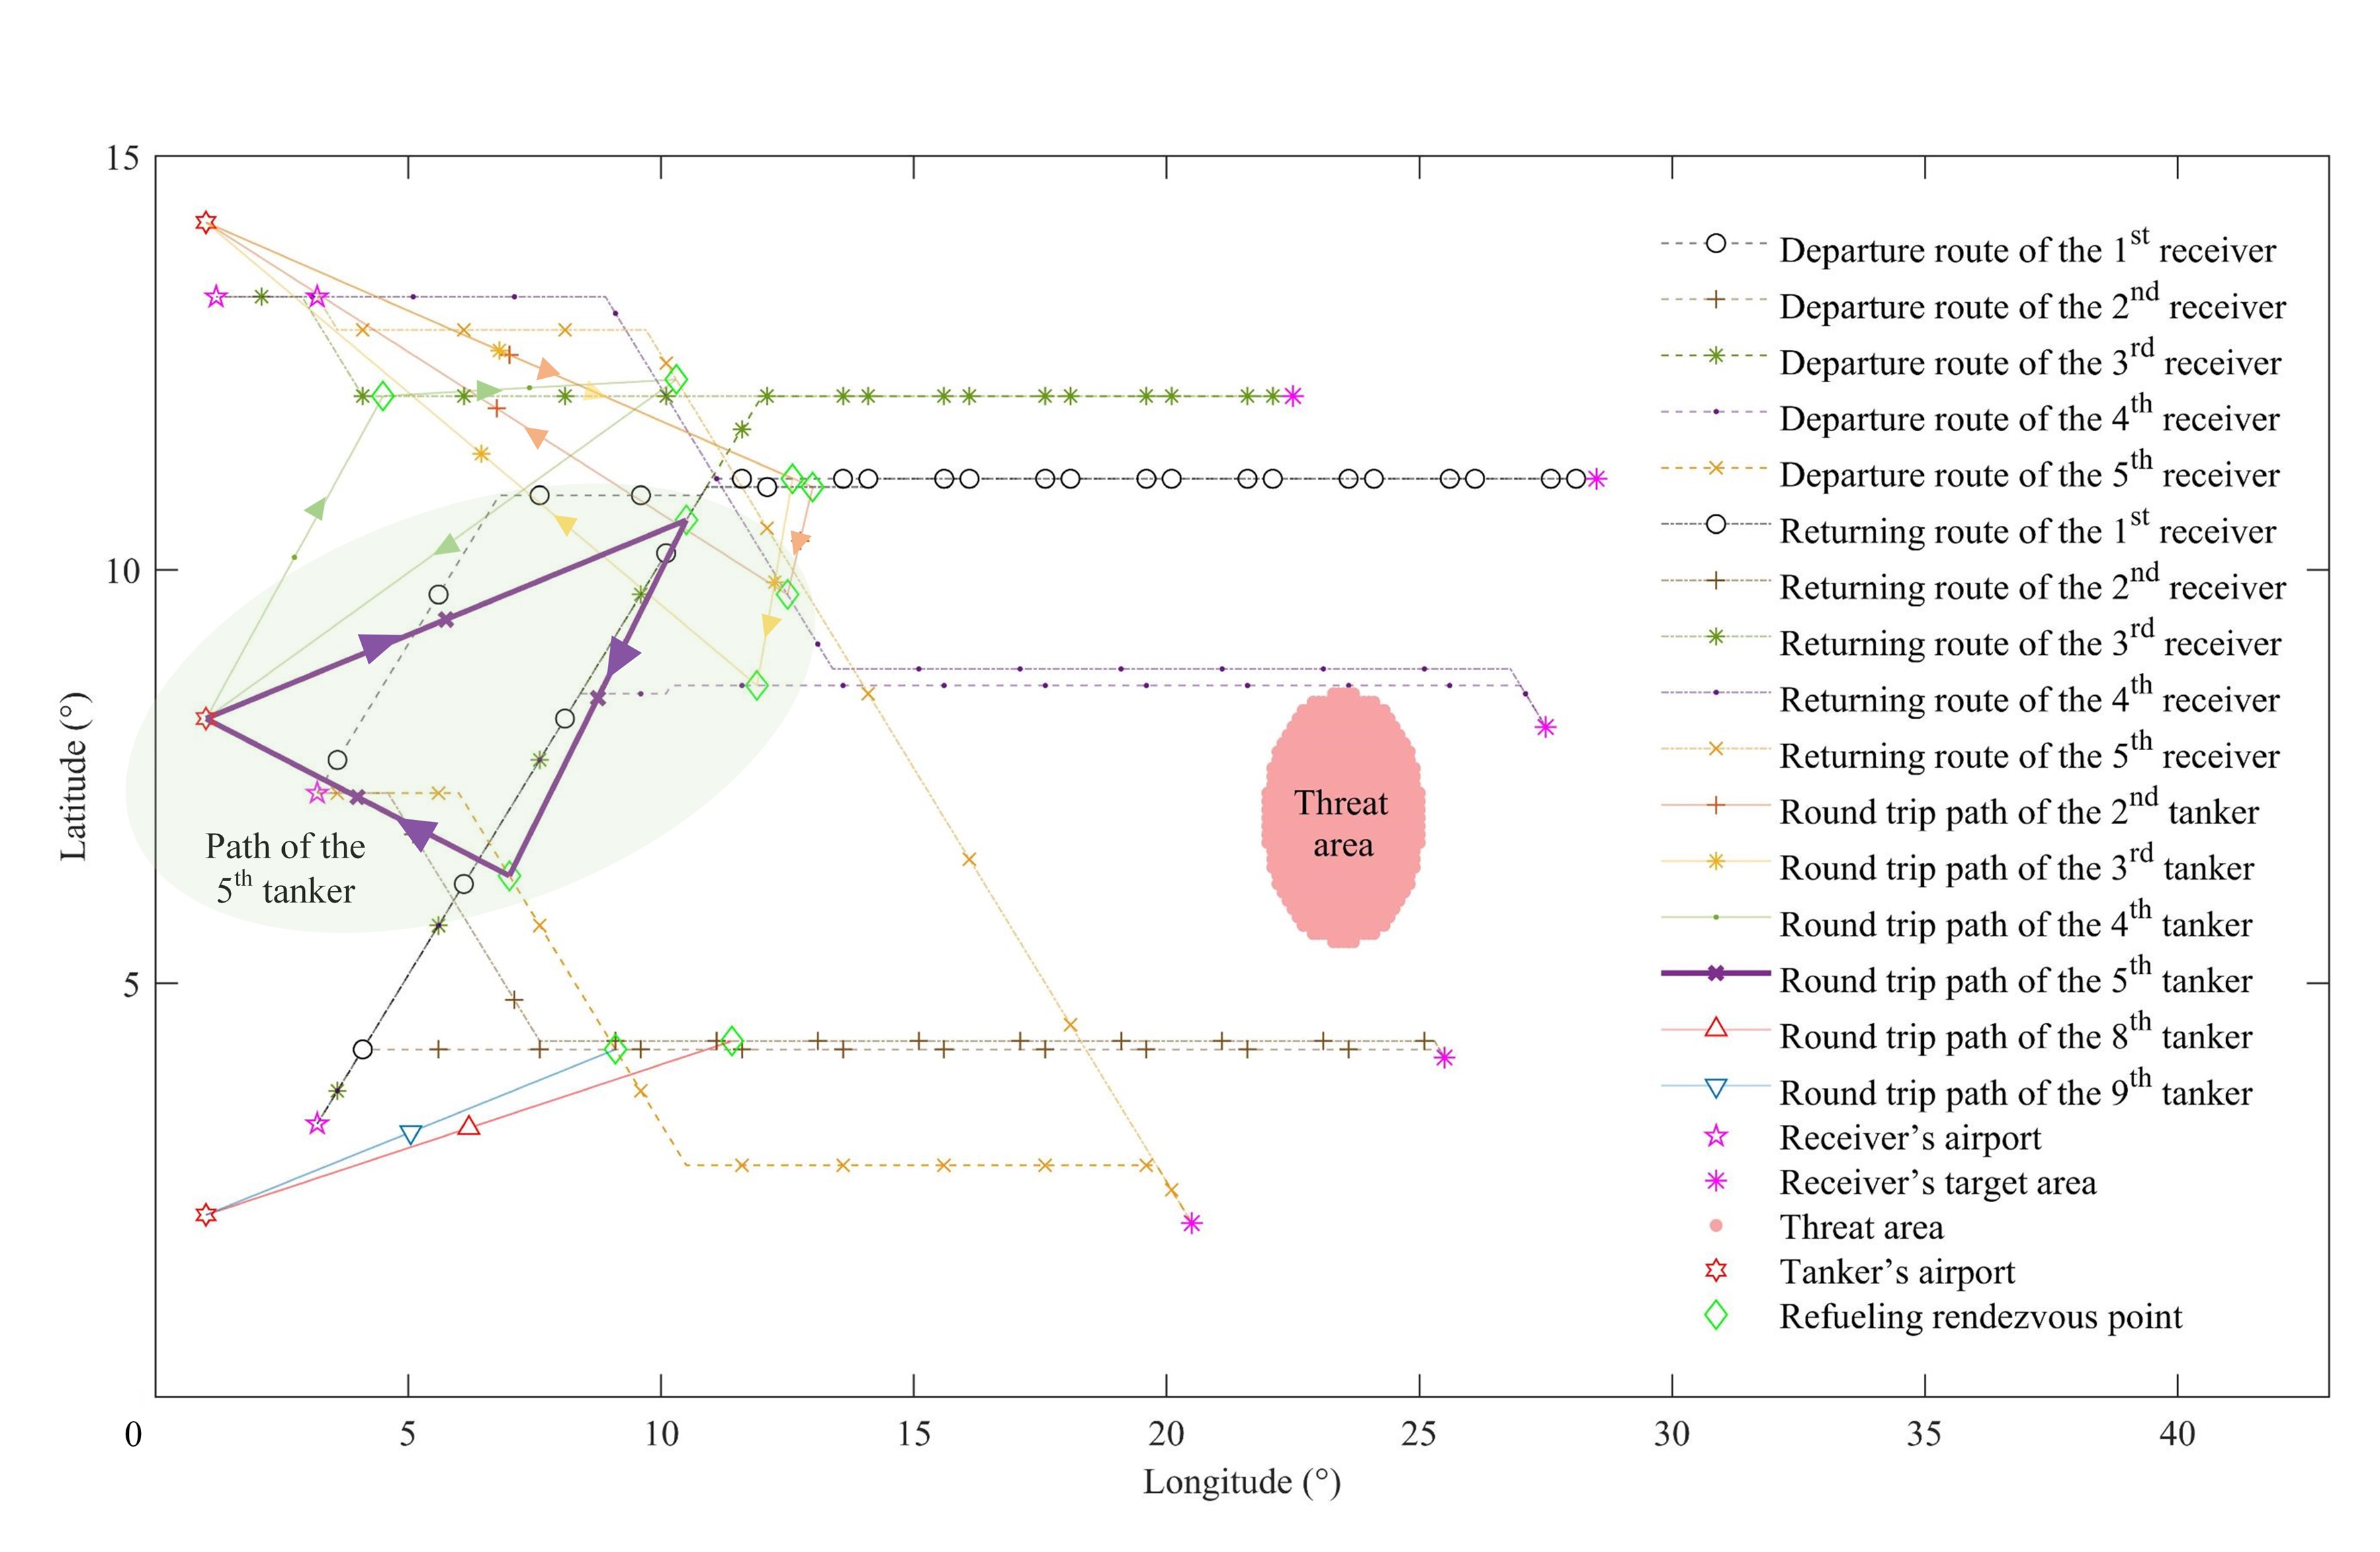 15
10
5
0
5
10
15
20
25
30
35
40
Latitude (°)
Longitude (°)
Path of the
5th tanker
Threat
area
Departure route of the 1st receiver
Departure route of the 2nd receiver
Departure route of the 3rd receiver
Departure route of the 4th receiver
Departure route of the 5th receiver
Returning route of the 1st receiver
Returning route of the 2nd receiver
Returning route of the 3rd receiver
Returning route of the 4th receiver
Returning route of the 5th receiver
Round trip path of the 2nd tanker
Round trip path of the 3rd tanker
Round trip path of the 4th tanker
Round trip path of the 5th tanker
Round trip path of the 8th tanker
Round trip path of the 9th tanker
Receiver’s airport
Receiver’s target area
Threat area
Tanker’s airport
Refueling rendezvous point